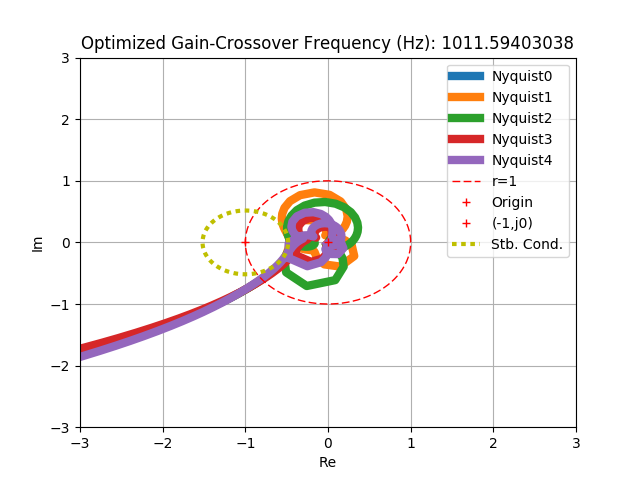 Optimized Gain-Crossover Frequency (Hz): 1011.59403038
3
2
1
0
−1
−2
−3
Im
−3
−2
−1
0
1
2
3
Re
Nyquist0
Nyquist1
Nyquist2
Nyquist3
Nyquist4
r=1
Origin
(-1,j0)
Stb. Cond.